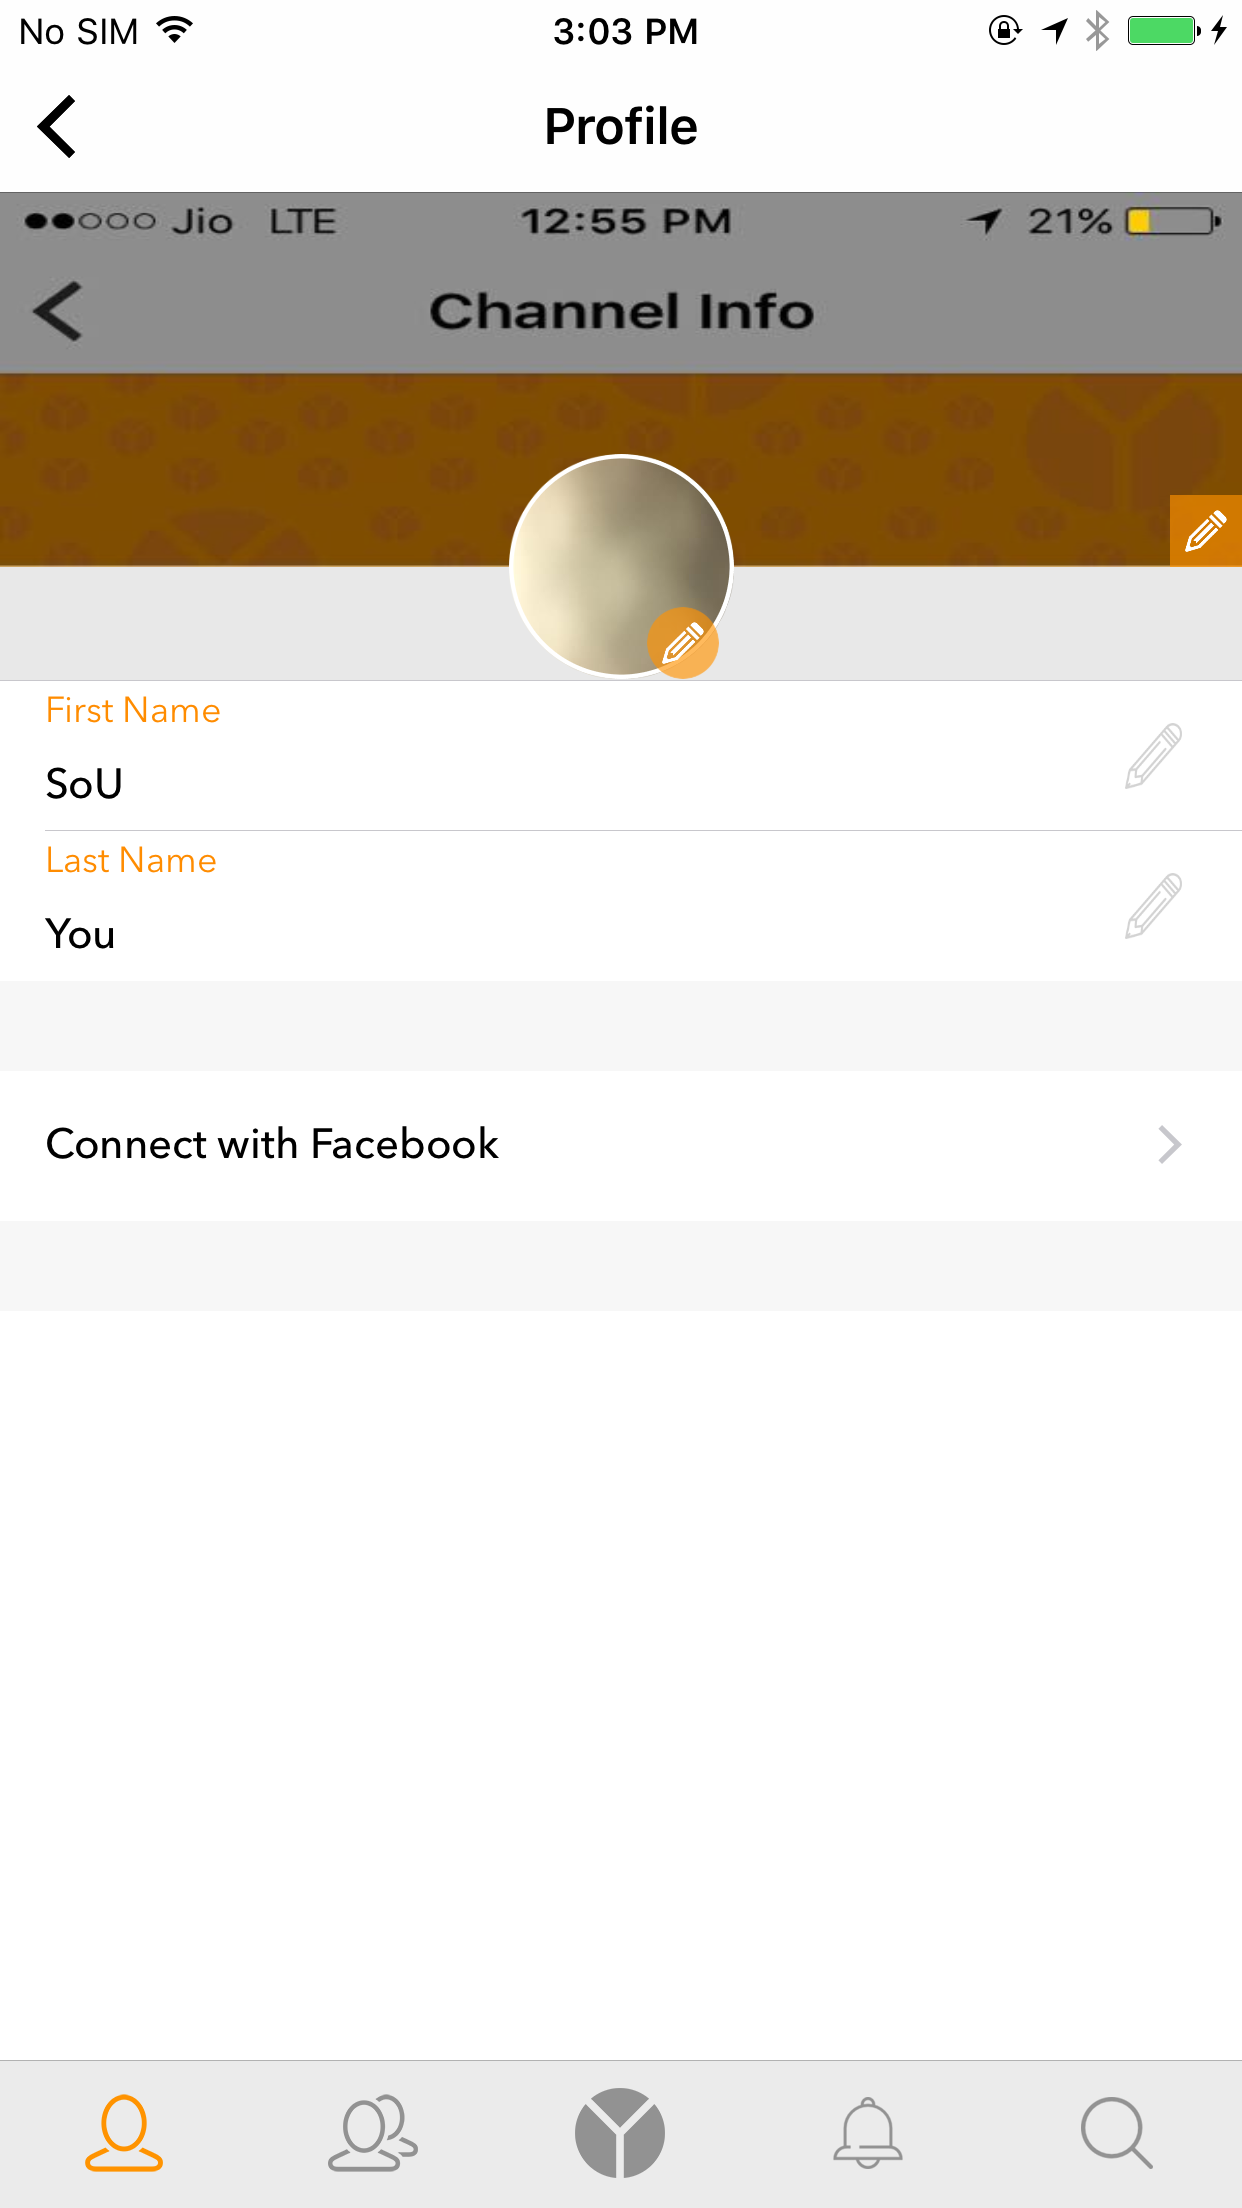 No SIM 3:03 PM
Profile
Jio LTE 12:55 PM 21%
Channel Info
First Name
SoU
Last Name
You
Connect with Facebook